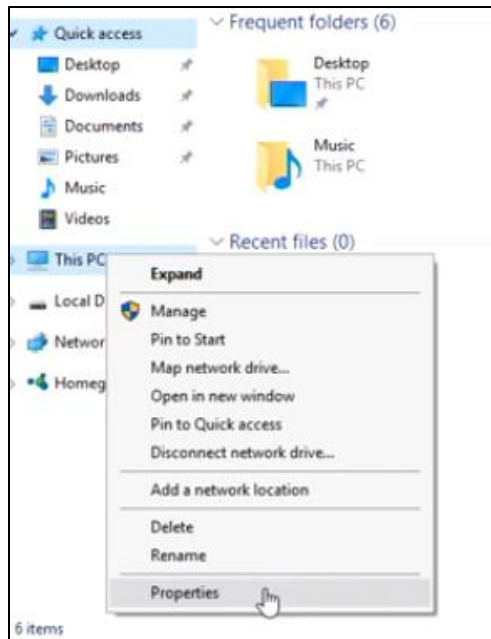 Quick access
Desktop
Downloads
Documents
Pictures
Music
Videos
This PC
Local D
Networ
Homeg
Frequent folders (6)
Desktop
This PC
Music
This PC
Recent files (0)
Expand
Manage
Pin to Start
Map network drive...
Open in new window
Pin to Quick access
Disconnect network drive...
Add a network location
Delete
Rename
Properties
6 items